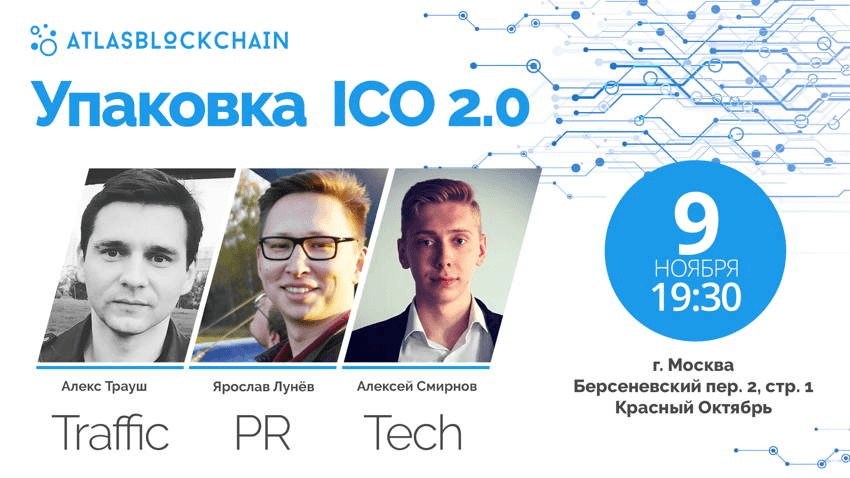 ATLASBLOCKCHAIN
Упаковка ICO 2.0
9
НОЯБРЯ
19:30
г. Москва
Берсеневский пер. 2, стр. 1
Красный Октябрь
Алекс Трауш
Ярослав Лунёв
Алексей Смирнов
Traffic
PR
Tech